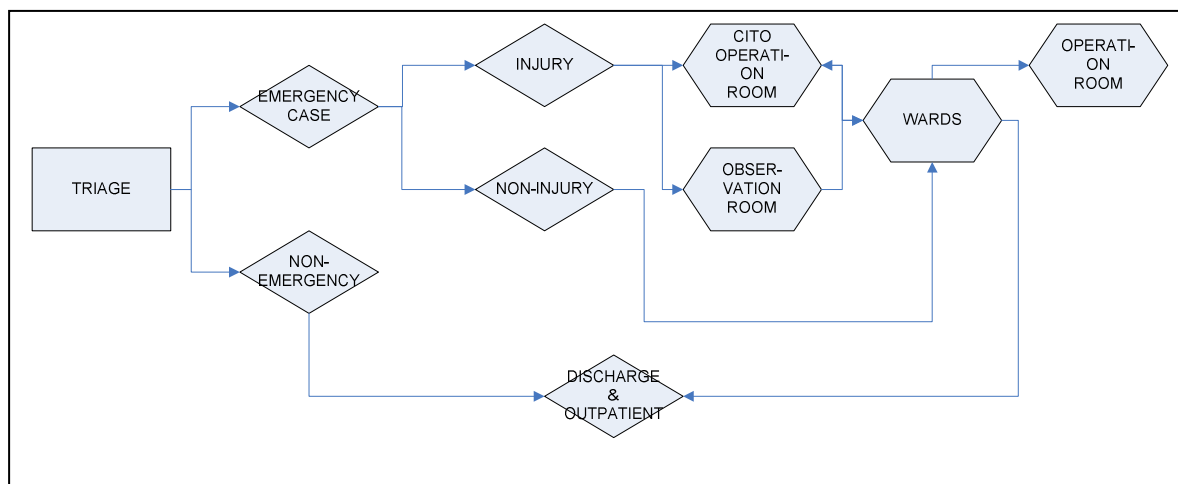 TRIAGE
EMERGENCY
CASE
NON-
EMERGENCY
INJURY
NON-INJURY
CITO
OPERATI-
ON
ROOM
OBSER-
VATION
ROOM
WARDS
OPERATI-
ON
ROOM
DISCHARGE
&
OUTPATIENT